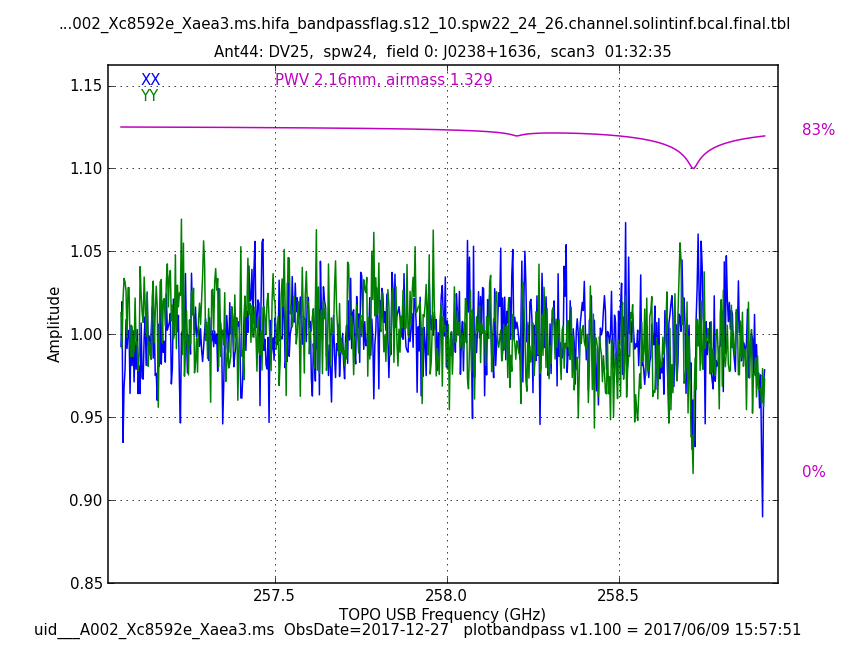 ...002_Xc8592e_Xaea3.ms.hifa_bandpassflag.s12_10.spw22_24_26.channel.solintinf.bcal.final.tbl
Ant44: DV25, spw24, field 0: J0238+1636, scan3 01:32:35
XX
PWV 2.16mm, airmass 1.329
YY
83%
0%
1.15
1.10
1.05
1.00
0.95
0.90
0.85
Amplitude
257.5
258.0
258.5
TOPO USB Frequency (GHz)
uid___A002_Xc8592e_Xaea3.ms ObsDate=2017-12-27 plotbandpass v1.100 = 2017/06/09 15:57:51